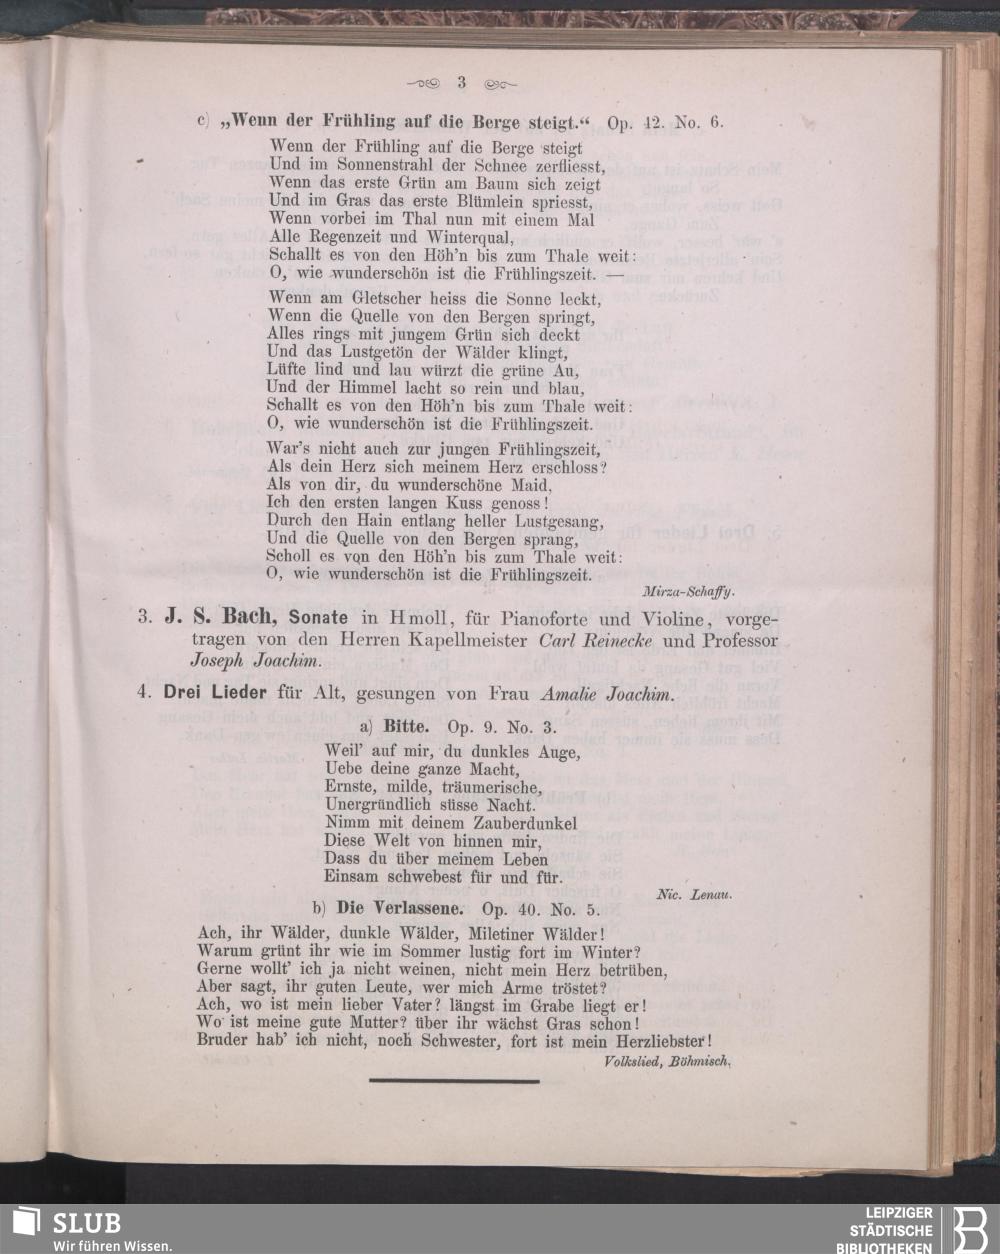 3
c) „Wenn der Frühling auf die Berge steigt.“ Op. 42. No. 6.
Wenn der Frühling auf die Berge steigt
Und im Sonnenstrahl der Schnee zerfliesst,
Wenn das erste Grün am Baum sich zeigt
Und im Gras das erste Blümlein spriesst,
Wenn vorbei im Thal nun mit einem Mal
Alle Regenzeit und Winterqual,
Schallt es von den Höh'n bis zum Thale weit:
O, wie wunderschön ist die Frühlingszeit. —
Wenn am Gletscher heiss die Sonne leckt,
Wenn die Quelle von den Bergen springt,
Alles rings mit jungem Grün sich deckt
Und das Lustgetön der Wälder klingt,
Lüfte lind und lau würzt die grüne Au,
Und der Himmel lacht so rein und blau,
Schallt es von den Höh'n bis zum Thale weit:
O, wie wunderschön ist die Frühlingszeit.
War's nicht auch zur jungen Frühlingszeit,
Als dein Herz sich meinem Herz erschloss?
Als von dir, du wunderschöne Maid,
Ich den ersten langen Kuss genoss!
Durch den Hain entlang heller Lustgesang,
Und die Quelle von den Bergen sprang,
Scholl es von den Höh'n bis zum Thale weit:
O, wie wunderschön ist die Frühlingszeit.
Mirza-Schaffy.
3. J. S. Bach, Sonate in Hmoll, für Pianoforte und Violine, vorge-
tragen von den Herren Kapellmeister Carl Reinecke und Professor
Joseph Joachim.
4. Drei Lieder für Alt, gesungen von Frau Amalie Joachim.
a) Bitte. Op. 9. No. 3.
Weil' auf mir, du dunkles Auge,
Uebe deine ganze Macht,
Ernste, milde, träumerische,
Unergründlich süsse Nacht.
Nimm mit deinem Zauberdunkel
Diese Welt von hinnen mir,
Dass du über meinem Leben
Einsam schwebest für und für.
Nic. Lenau.
b) Die Verlassene. Op. 40. No. 5.
Ach, ihr Wälder, dunkle Wälder, Miletiner Wälder!
Warum grünt ihr wie im Sommer lustig fort im Winter?
Gerne wollt' ich ja nicht weinen, nicht mein Herz betrüben,
Aber sagt, ihr guten Leute, wer mich Arme tröstet?
Ach, wo ist mein lieber Vater? längst im Grabe liegt er!
Wo ist meine gute Mutter? über ihr wächst Gras schon!
Bruder hab' ich nicht, noch Schwester, fort ist mein Herzliebster!
Volkslied, Böhmisch.
SLUB
Wir führen Wissen.
LEIPZIGER
STÄDTISCHE
BIBLIOTHEKEN